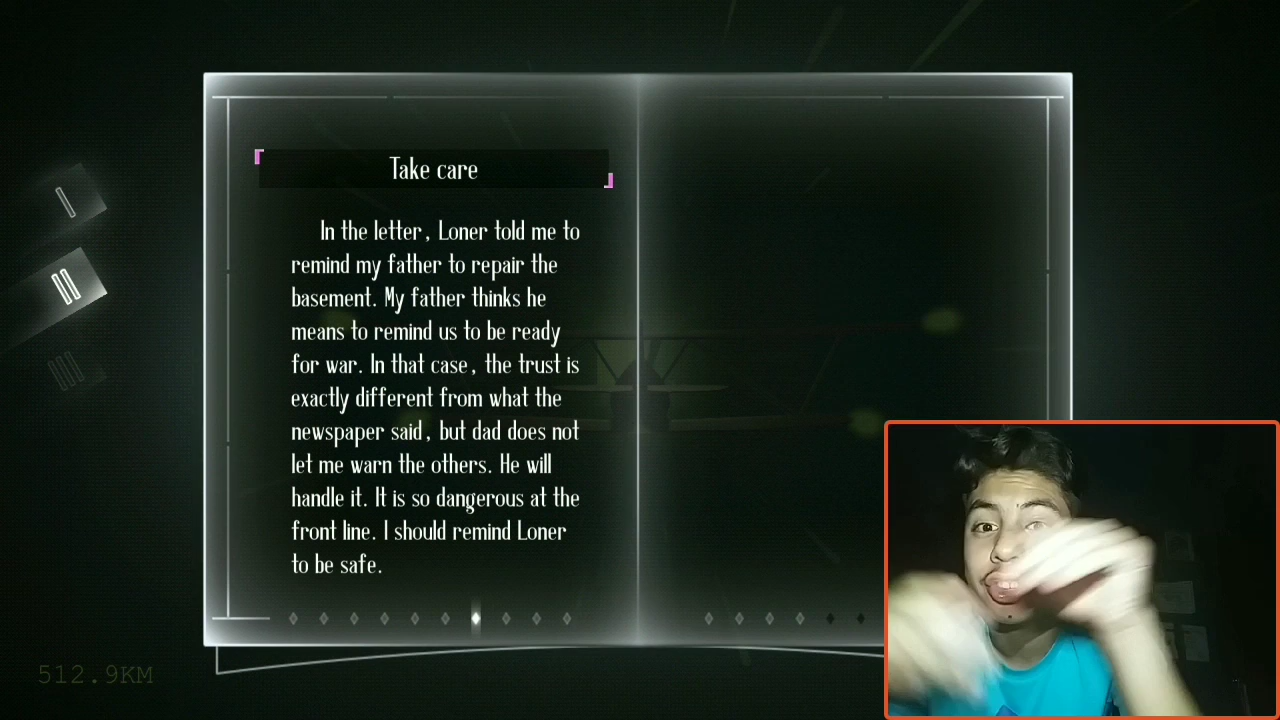 Take care
In the letter, Loner told me to
remind my father to repair the
basement. My father thinks he
means to remind us to be ready
for war. In that case, the trust is
exactly different from what the
newspaper said, but dad does not
let me warn the others. He will
handle it. It is so dangerous at the
front line. I should remind Loner
to be safe.
512.9KM